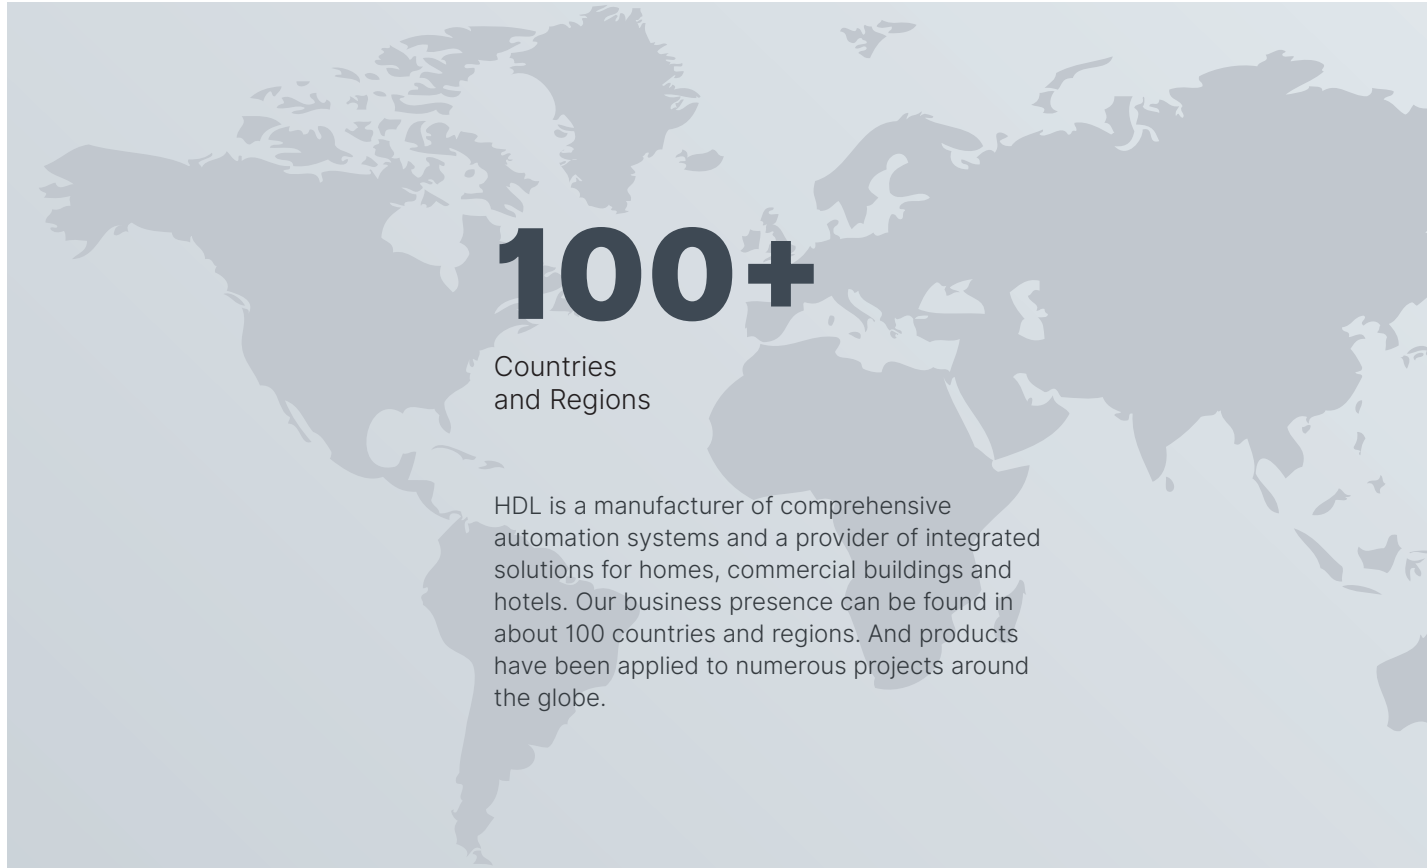 100+
Countries
and Regions
HDL is a manufacturer of comprehensive
automation systems and a provider of integrated
solutions for homes, commercial buildings and
hotels. Our business presence can be found in
about 100 countries and regions. And products
have been applied to numerous projects around
the globe.